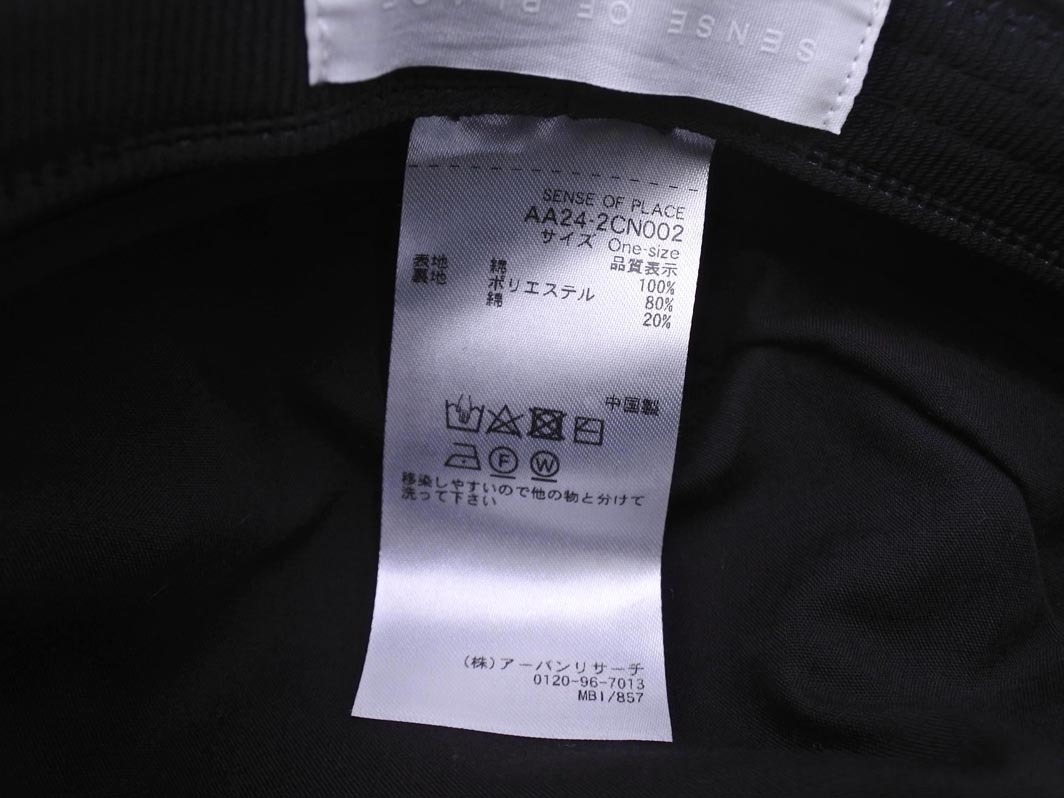 SENSE OF PLACE
SENSE OF PLACE
AA24-2CN002
サイズ One-size
品質表示
表地 綿 100%
裏地 ポリエステル 80%
綿 20%
中国製
F W
移染しやすいので他の物と分けて
洗って下さい
(株)アーバンリサーチ
0120-96-7013
MB1/857